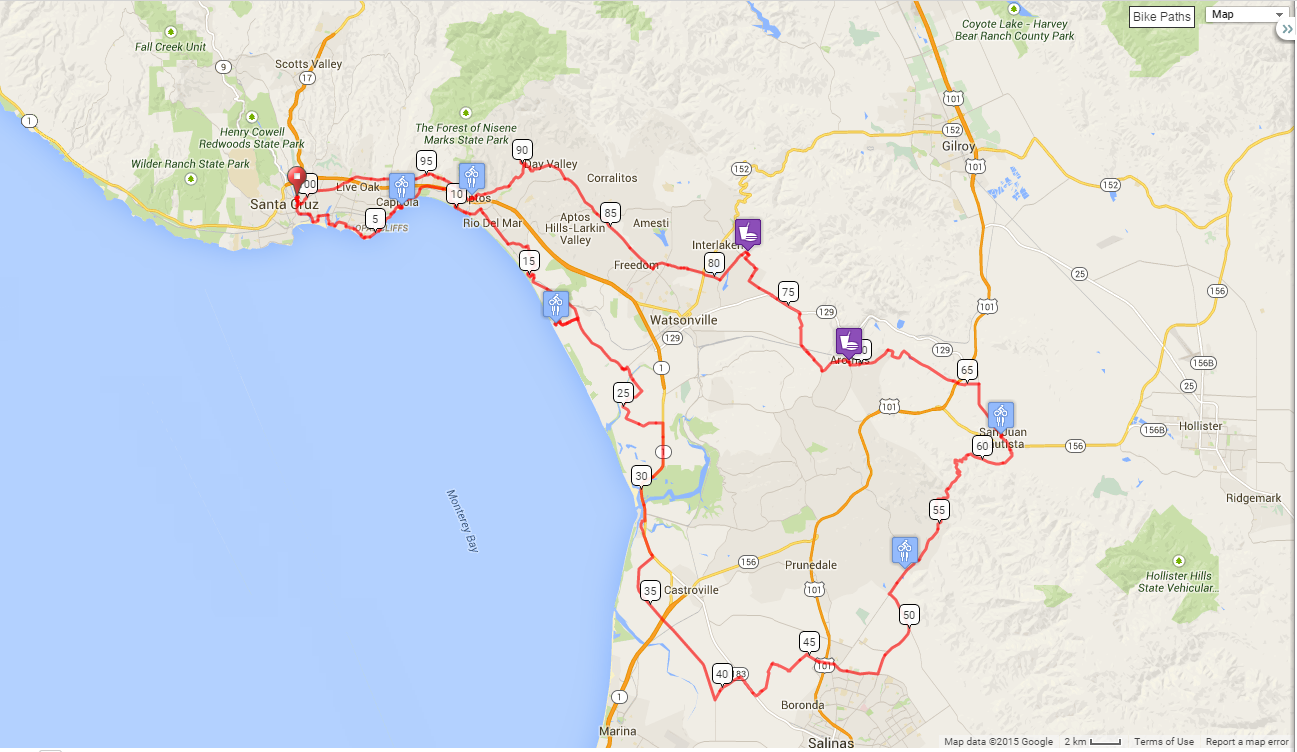 Bike Paths
Map
Coyote Lake - Harvey
Bear Ranch County Park
Fall Creek Unit
Scotts Valley
9
17
101
1
The Forest of Nisene
Marks State Park
Henry Cowell
Redwoods State Park
152
152
Gilroy
90
Day Valley
95
Wilder Ranch State Park
101
152
Corralitos
152
Live Oak
10
Santa Cruz
5
Rio Del Mar
85
Aptos
Hills-Larkin
Valley
Amesti
Interlaken
15
Freedom
80
25
75
156
101
129
Watsonville
129
129
1
65
156B
25
25
101
Hollister
156B
San Juan
60
156
1
30
Ridgemark
Monterey Bay
55
156
Prunedale
Hollister Hills
State Vehicular...
35
Castroville
101
50
45
101
40
183
1
Boronda
Marina
Salinas
Map data ©2015 Google
2 km
Terms of Use
Report a map error